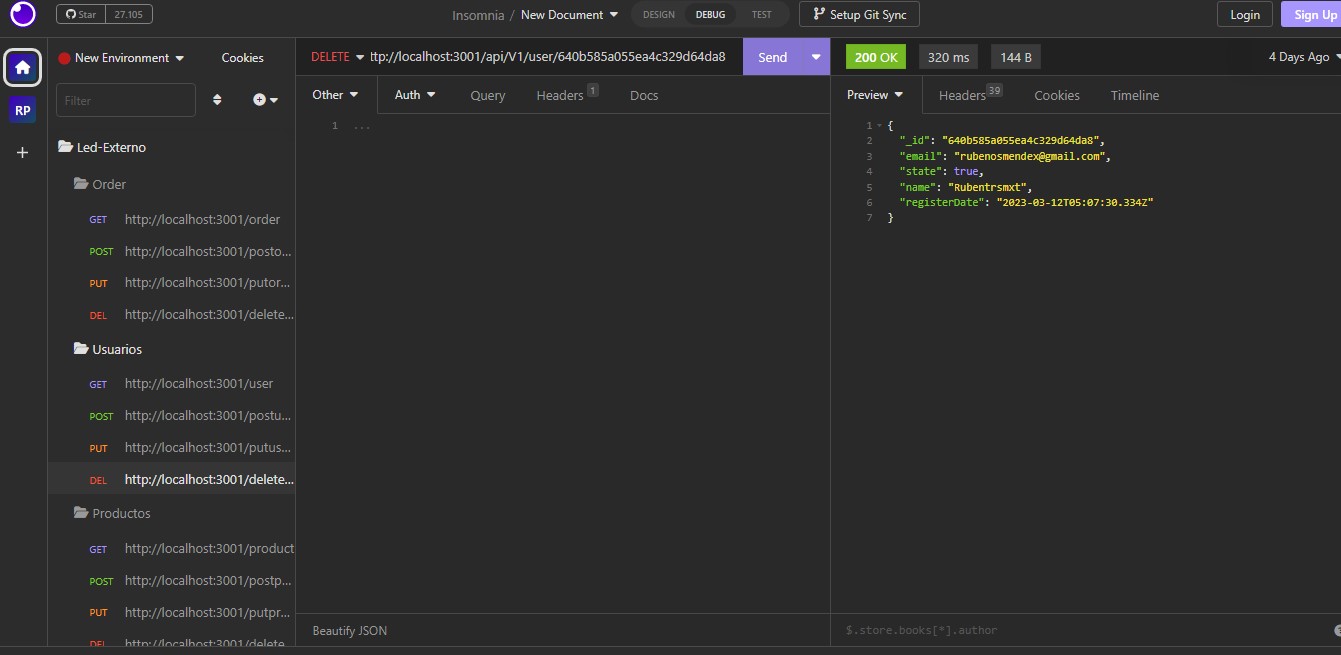 Star 27.105 Insomnia / New Document DESIGN DEBUG TEST Setup Git Sync Login Sign Up
New Environment Cookies
Filter
RP
Led-Externo
Order
GET http://localhost:3001/order
POST http://localhost:3001/posto...
PUT http://localhost:3001/putor...
DEL http://localhost:3001/delete...
Usuarios
GET http://localhost:3001/user
POST http://localhost:3001/postu...
PUT http://localhost:3001/putus...
DEL http://localhost:3001/delete...
Productos
GET http://localhost:3001/product
POST http://localhost:3001/postp...
PUT http://localhost:3001/putpr...
DEL http://localhost:3001/delete...
DELETE ttp://localhost:3001/api/V1/user/640b585a055ea4c329d64da8 Send
Other Auth Query Headers 1 Docs
1 ...
Beautify JSON
200 OK 320 ms 144 B 4 Days Ago
Preview Headers 39 Cookies Timeline
1 {
2 "_id": "640b585a055ea4c329d64da8",
3 "email": "rubenosmendex@gmail.com",
4 "state": true,
5 "name": "Rubentrsmxt",
6 "registerDate": "2023-03-12T05:07:30.334Z"
7 }
$.store.books[*].author